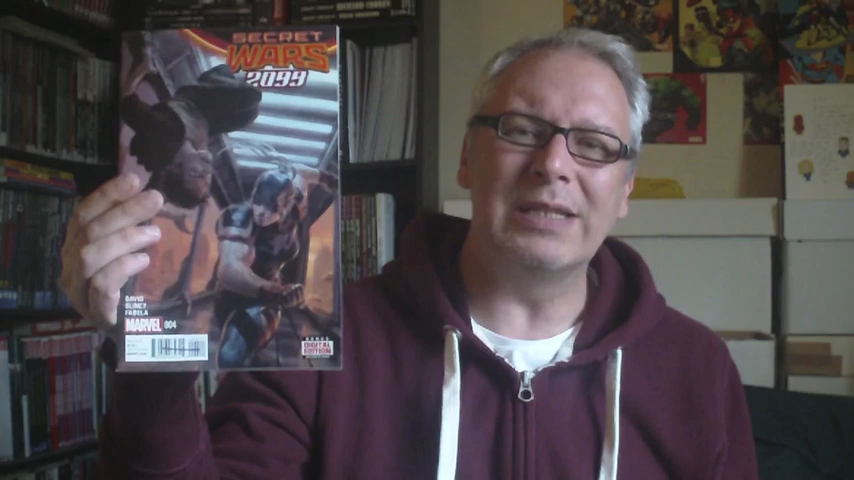 SECRET
WARS
2099
DAVID
SLINEY
FABELA
MARVEL 004
DIGITAL
EDITION